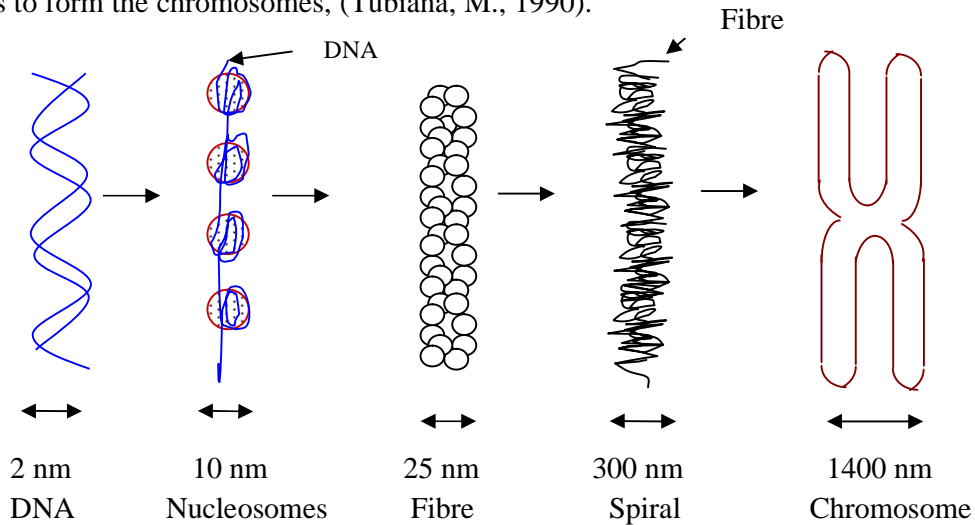 s to form the chromosomes, (Tubiana, M., 1990).
Fibre
DNA
2 nm
DNA
10 nm
Nucleosomes
25 nm
Fibre
300 nm
Spiral
1400 nm
Chromosome